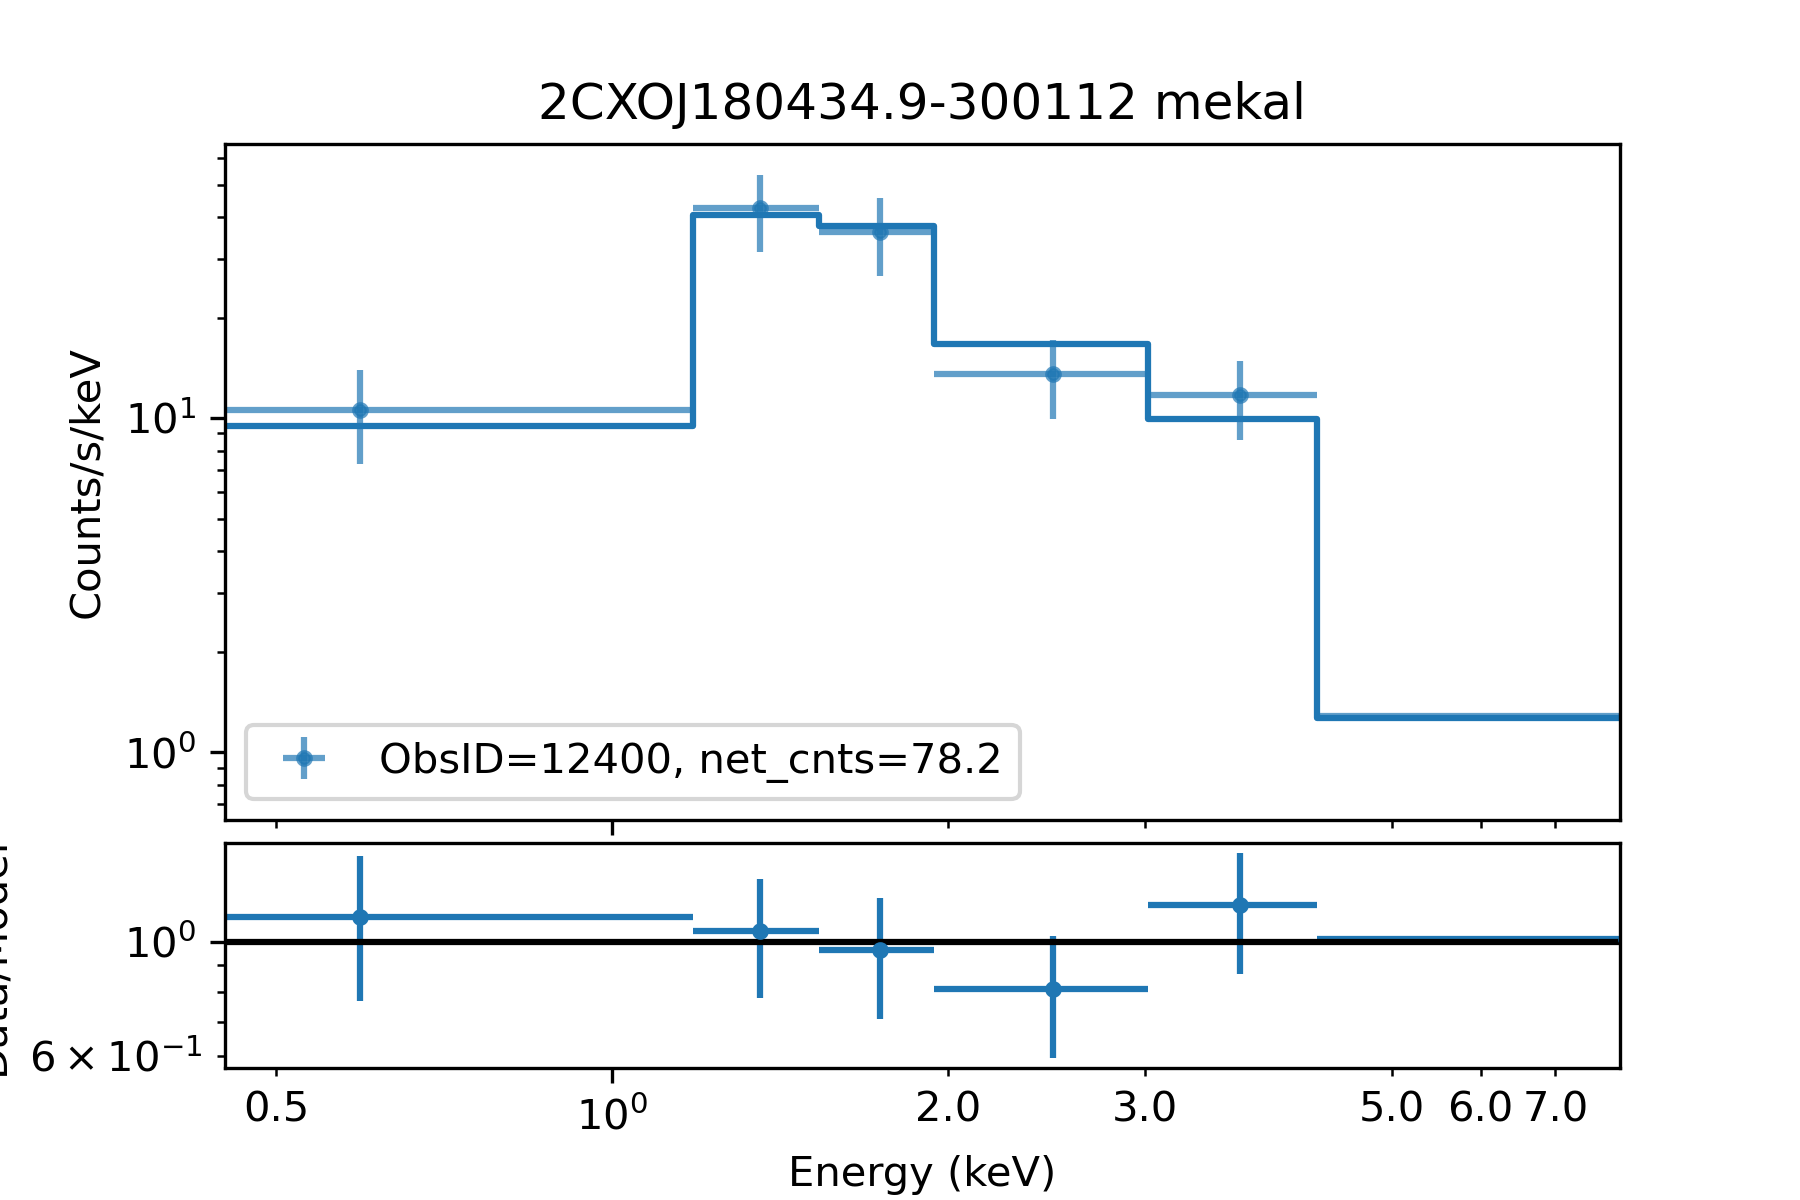 2CXOJ180434.9-300112 mekal
Counts/s/keV
10¹
10⁰
ObsID=12400, net_cnts=78.2
10⁰
6 × 10⁻¹
0.5 10⁰ 2.0 3.0 5.0 6.0 7.0
Energy (keV)